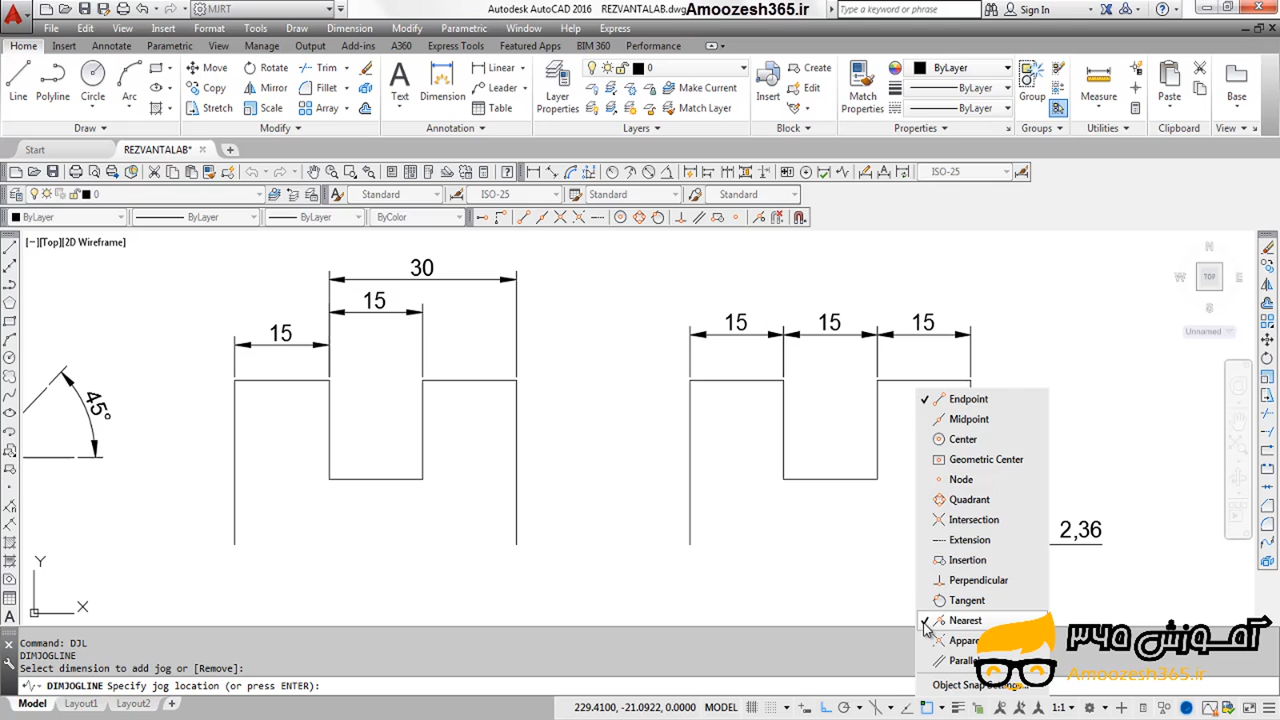 MJRT
Autodesk AutoCAD 2016 REZVANTALAB.dwg
Amoozesh365.ir
Type a keyword or phrase
Sign In
File Edit View Insert Format Tools Draw Dimension Modify Parametric Window Help Express
Home Insert Annotate Parametric View Manage Output Add-ins A360 Express Tools Featured Apps BIM 360 Performance
Line Polyline Circle Arc
Move Rotate Trim
Copy Mirror Fillet
Stretch Scale Array
Text Dimension
Linear
Leader
Table
Layer Properties
0
Make Current
Match Layer
Insert
Create
Edit
Match Properties
ByLayer
ByLayer
ByLayer
Group
Measure
Paste
Base
Draw Modify Annotation Layers Block Properties Groups Utilities Clipboard View
Start REZVANTALAB*
ISO-25
0 Standard ISO-25 Standard Standard
ByLayer ByLayer ByLayer ByColor
[−][Top][2D Wireframe]
N
W TOP E
S
Unnamed
30
15
15
15 15 15
45°
2,36
Y
X
Endpoint
Midpoint
Center
Geometric Center
Node
Quadrant
Intersection
Extension
Insertion
Perpendicular
Tangent
Nearest
Object Snap Settings...
آمـوزش ۳۶۵
Amoozesh365.ir
Command: DJL
DIMJOGLINE
Select dimension to add jog or [Remove]:
DIMJOGLINE Specify jog location (or press ENTER):
Model Layout1 Layout2
229.4100, -21.0922, 0.0000 MODEL
1:1